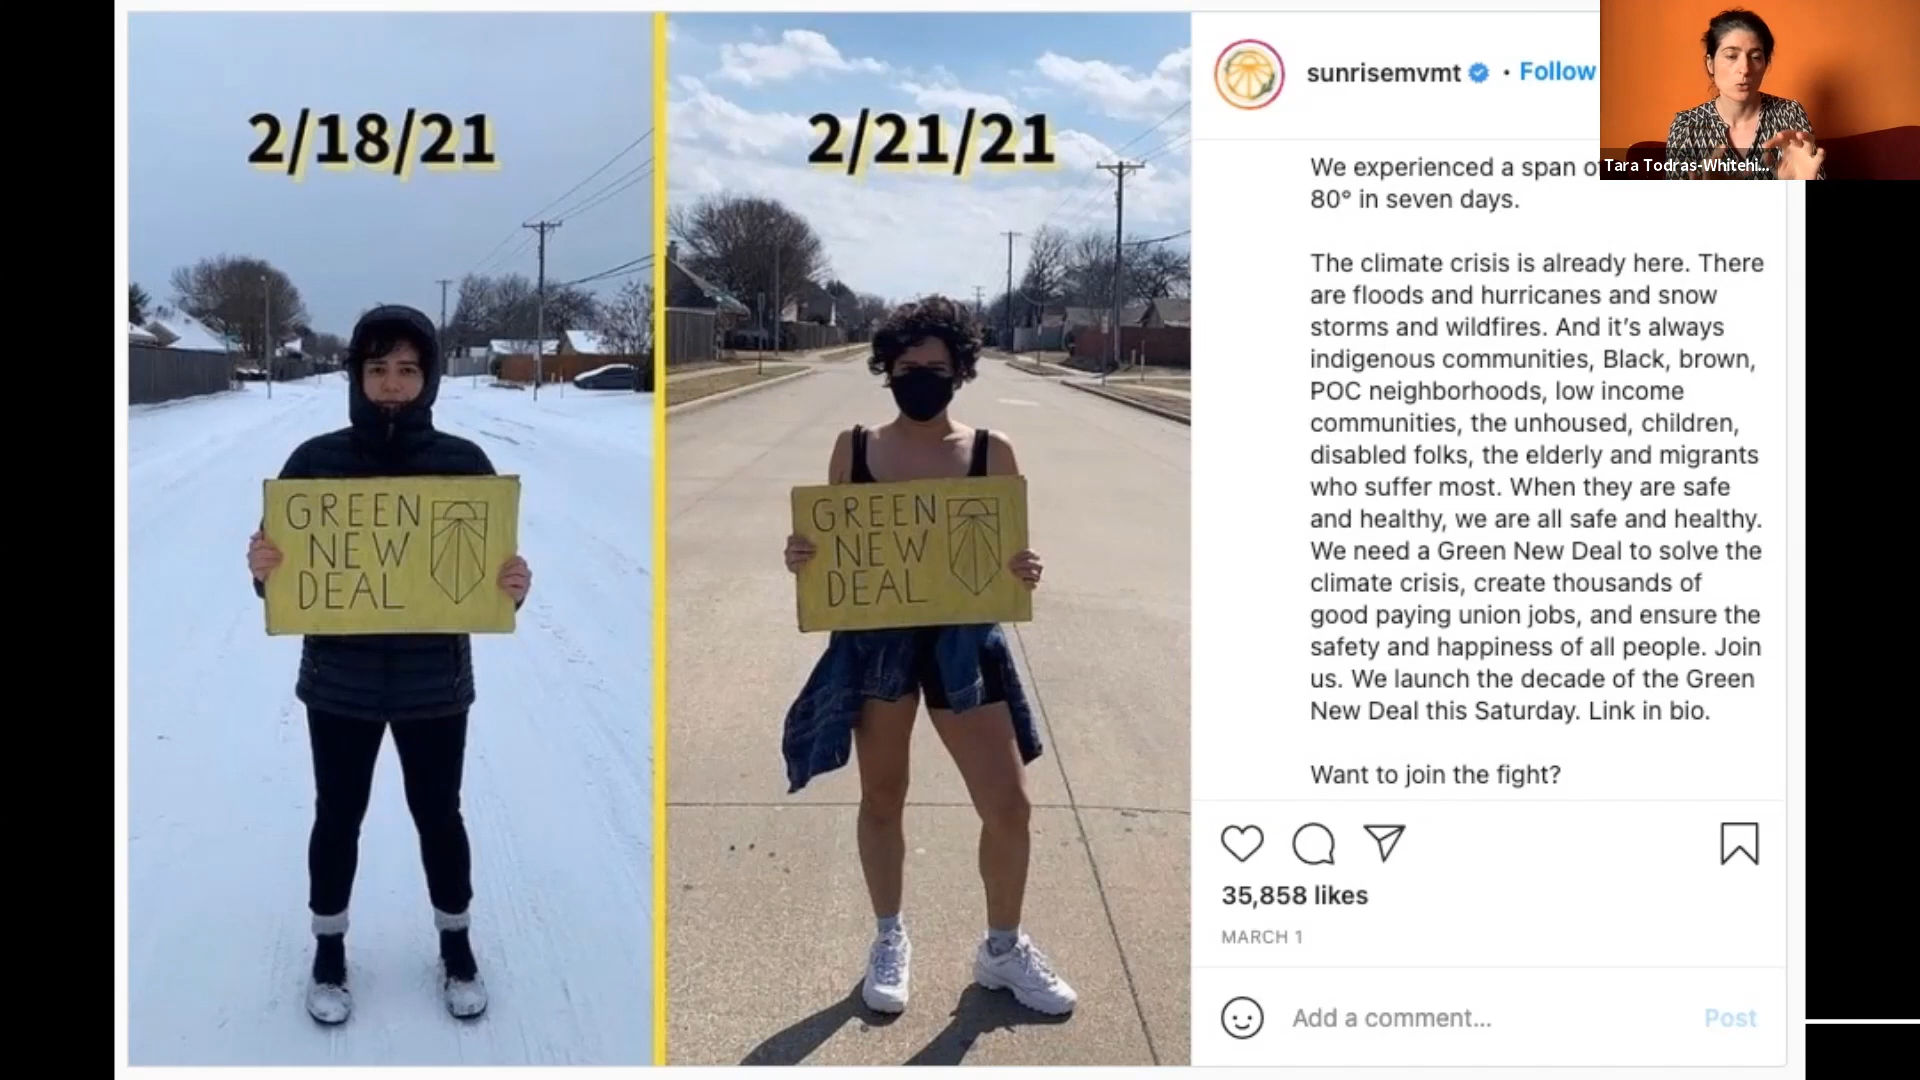 2/18/21
GREEN
NEW
DEAL
2/21/21
GREEN
NEW
DEAL
sunrisemvmt • Follow
We experienced a span
80° in seven days.
The climate crisis is already here. There
are floods and hurricanes and snow
storms and wildfires. And it’s always
indigenous communities, Black, brown,
POC neighborhoods, low income
communities, the unhoused, children,
disabled folks, the elderly and migrants
who suffer most. When they are safe
and healthy, we are all safe and healthy.
We need a Green New Deal to solve the
climate crisis, create thousands of
good paying union jobs, and ensure the
safety and happiness of all people. Join
us. We launch the decade of the Green
New Deal this Saturday. Link in bio.
Want to join the fight?
35,858 likes
MARCH 1
Add a comment...
Post
Tara Todras-Whitehi...